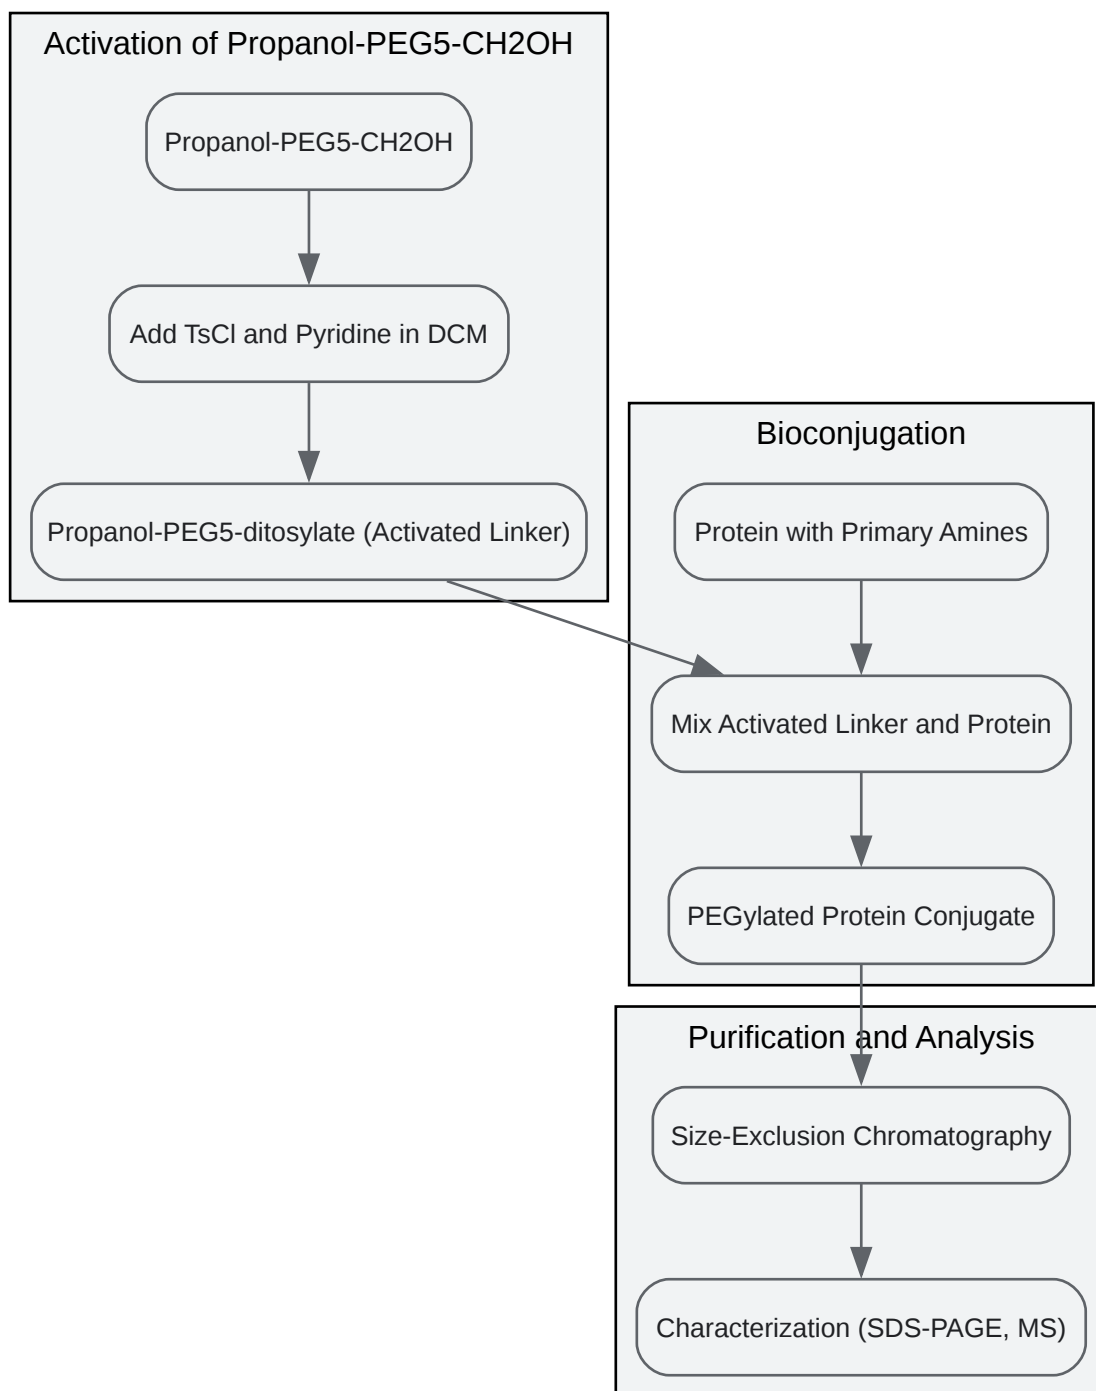 Activation of Propanol-PEG5-CH2OH
Propanol-PEG5-CH2OH
Add TsCl and Pyridine in DCM
Propanol-PEG5-ditosylate (Activated Linker)
Bioconjugation
Protein with Primary Amines
Mix Activated Linker and Protein
PEGylated Protein Conjugate
Purification and Analysis
Size-Exclusion Chromatography
Characterization (SDS-PAGE, MS)